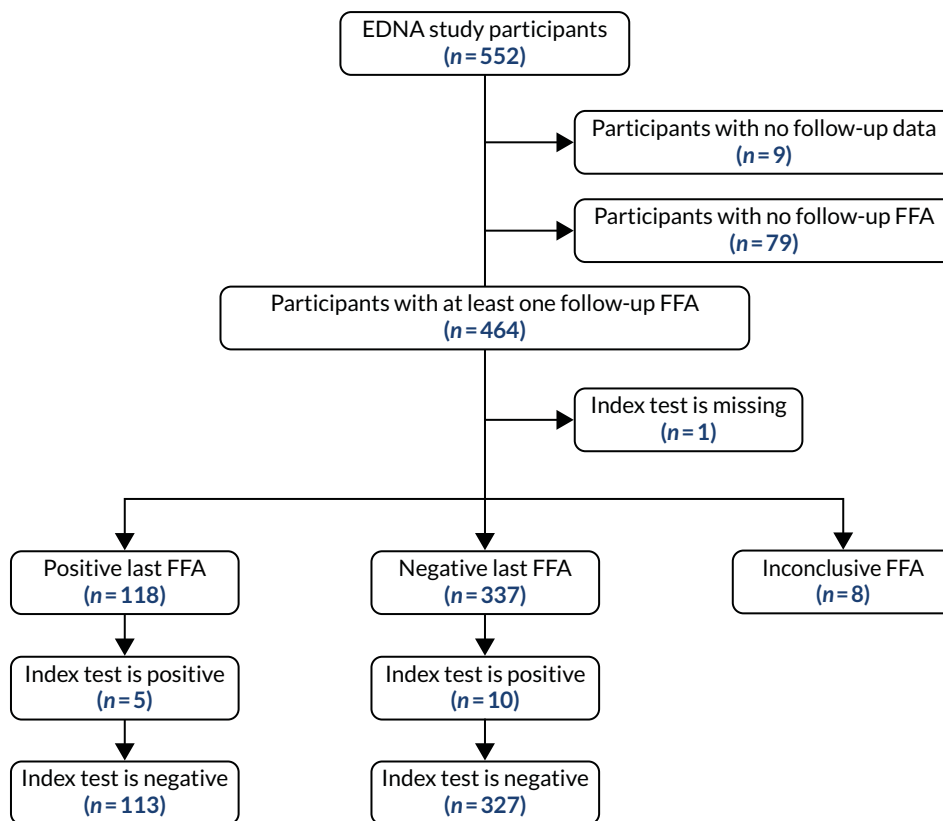 EDNA study participants
(n=552)
Participants with no follow-up data
(n=9)
Participants with no follow-up FFA
(n=79)
Participants with at least one follow-up FFA
(n=464)
Index test is missing
(n=1)
Positive last FFA
(n=118)
Negative last FFA
(n=337)
Inconclusive FFA
(n=8)
Index test is positive
(n=5)
Index test is positive
(n=10)
Index test is negative
(n=113)
Index test is negative
(n=327)